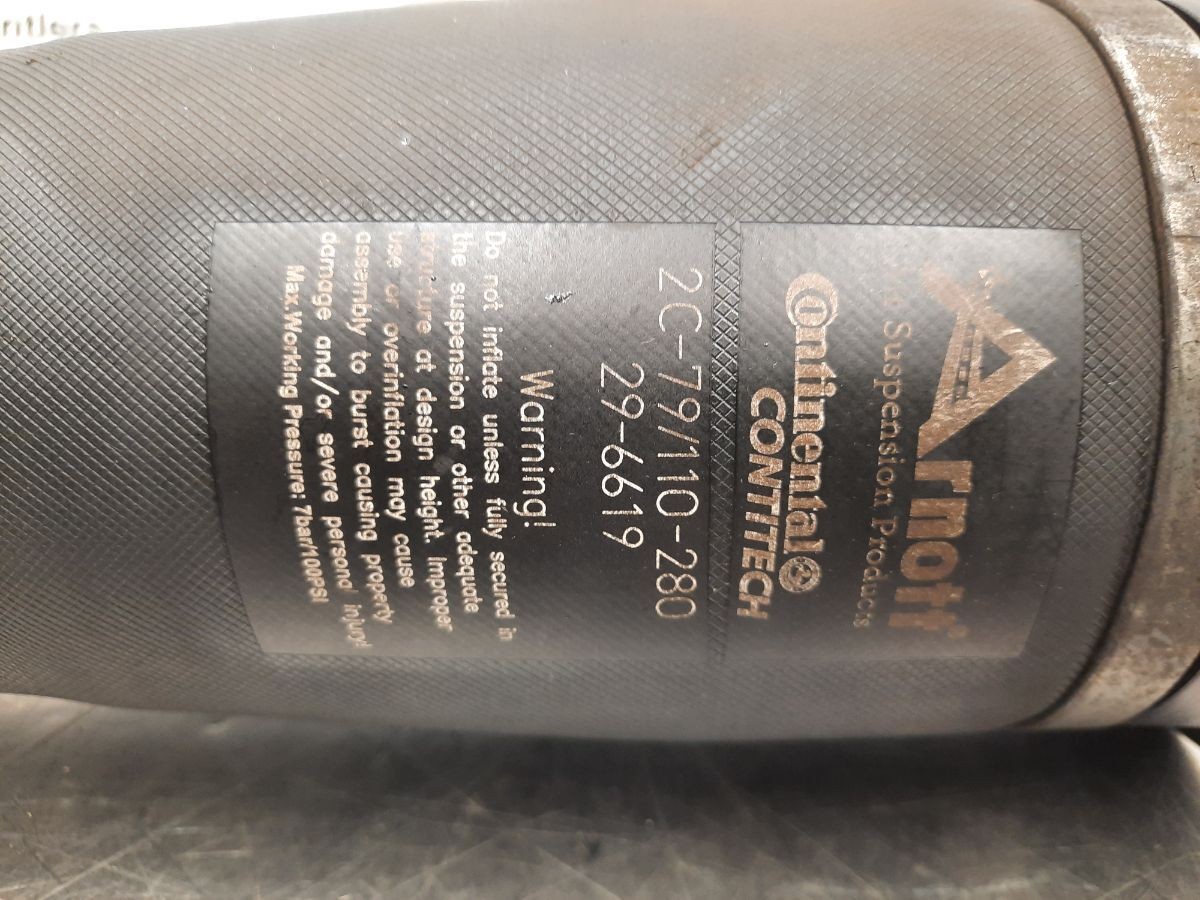 Arnott®
Air Suspension Products
Continental
CONTITECH
2C-79/110-280
29-6619
Warning!
Do not inflate unless fully secured in
the suspension or other adequate
structure at design height. Improper
use or overinflation may cause
assembly to burst causing property
damage and/or severe personal injury!
Max.Working Pressure: 7bar/100PSI